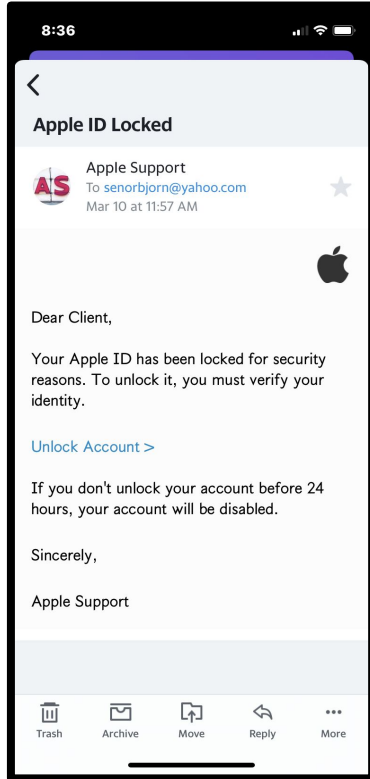 8:36
Apple ID Locked
AS
Apple Support
To senorbjorn@yahoo.com
Mar 10 at 11:57 AM
Dear Client,
Your Apple ID has been locked for security
reasons. To unlock it, you must verify your
identity.
Unlock Account >
If you don't unlock your account before 24
hours, your account will be disabled.
Sincerely,
Apple Support
Trash Archive Move Reply More